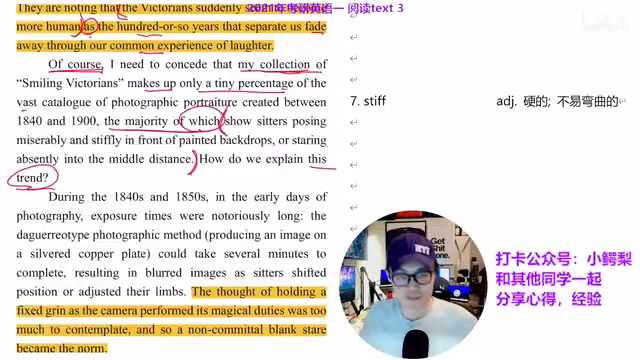 2021年考研英语一 阅读text 3
They are noting that the Victorians suddenly
more human as the hundred-or-so years that separate us fade
away through our common experience of laughter.
Of course, I need to concede that my collection of
“Smiling Victorians” makes up only a tiny percentage of the
vast catalogue of photographic portraiture created between
1840 and 1900, the majority of which show sitters posing
miserably and stiffly in front of painted backdrops, or staring
absently into the middle distance. How do we explain this
trend?
During the 1840s and 1850s, in the early days of
photography, exposure times were notoriously long: the
daguerreotype photographic method (producing an image on
a silvered copper plate) could take several minutes to
complete, resulting in blurred images as sitters shifted
position or adjusted their limbs. The thought of holding a
fixed grin as the camera performed its magical duties was too
much to contemplate, and so a non-committal blank stare
became the norm.
7. stiff adj. 硬的; 不易弯曲的
bilibili
Get Shit Done
打卡公众号：小鳄梨
和其他同学一起
分享心得，经验